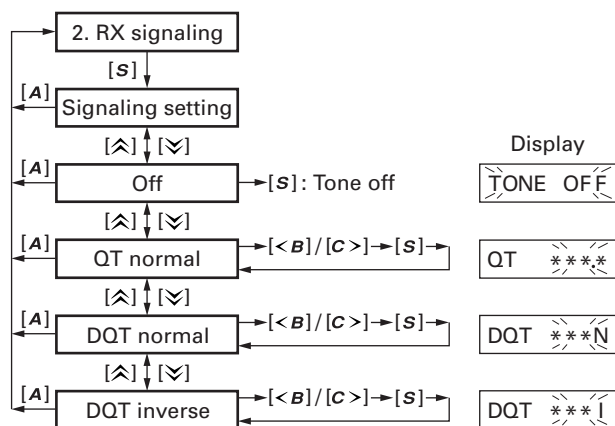 2. RX signaling
[S]
[A] Signaling setting
[︽] [︾]
Display
[A] Off [S] : Tone off TONE OFF
[︽] [︾]
[A] QT normal [<B]/[C>] [S] QT ***.*
[︽] [︾]
[A] DQT normal [<B]/[C>] [S] DQT ***N
[︽] [︾]
[A] DQT inverse [<B]/[C>] [S] DQT ***I